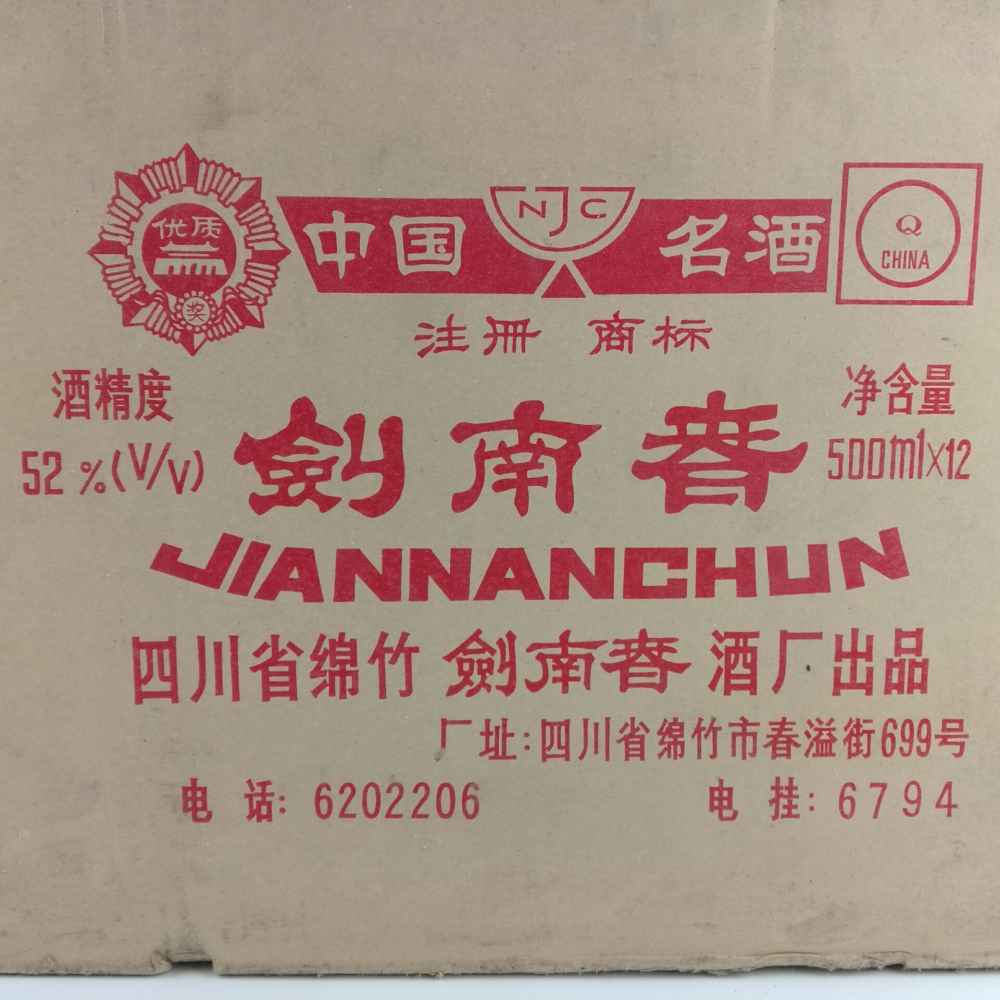 优质
奖
中国 NJC 名酒
Q
CHINA
注册 商标
酒精度
52%(V/V)
净含量
500ml×12
劍南春
JIANNANCHUN
四川省绵竹劍南春酒厂出品
厂址:四川省绵竹市春溢街699号
电话:6202206
电挂:6794